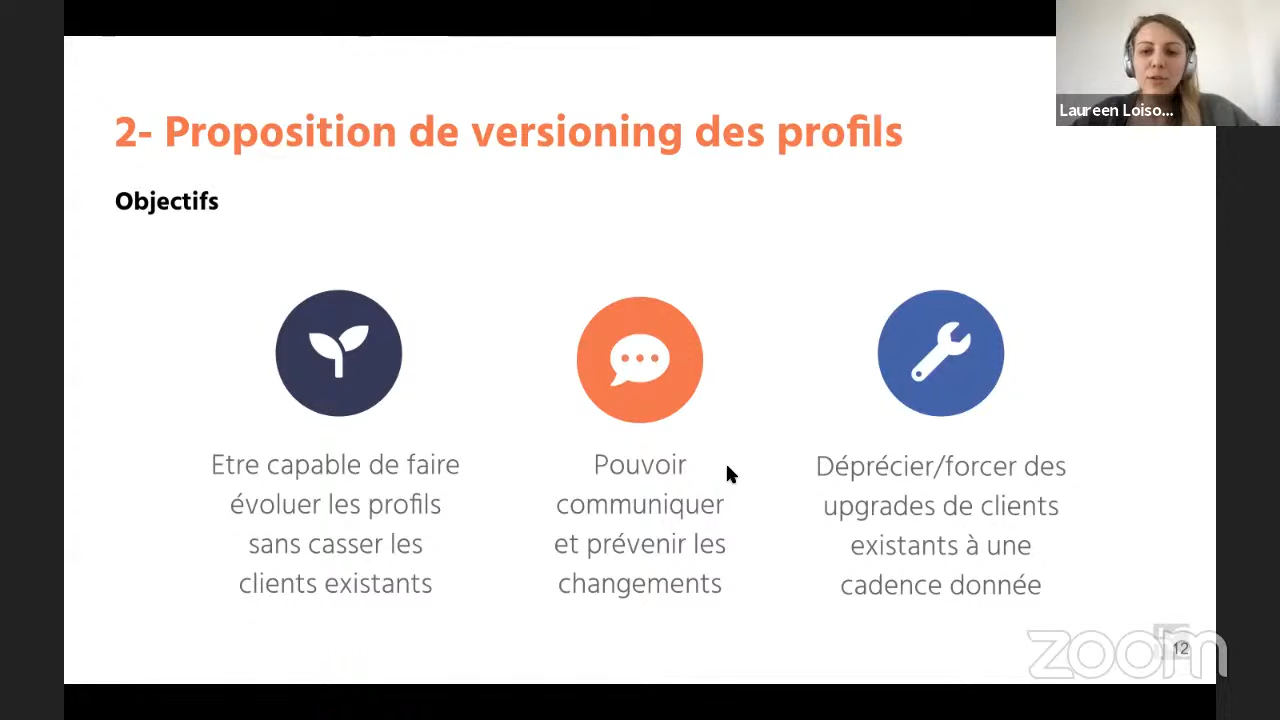 Laureen Loiso...
2- Proposition de versioning des profils
Objectifs
Etre capable de faire
évoluer les profils
sans casser les
clients existants
Pouvoir
communiquer
et prévenir les
changements
Déprécier/forcer des
upgrades de clients
existants à une
cadence donnée
zoom
12